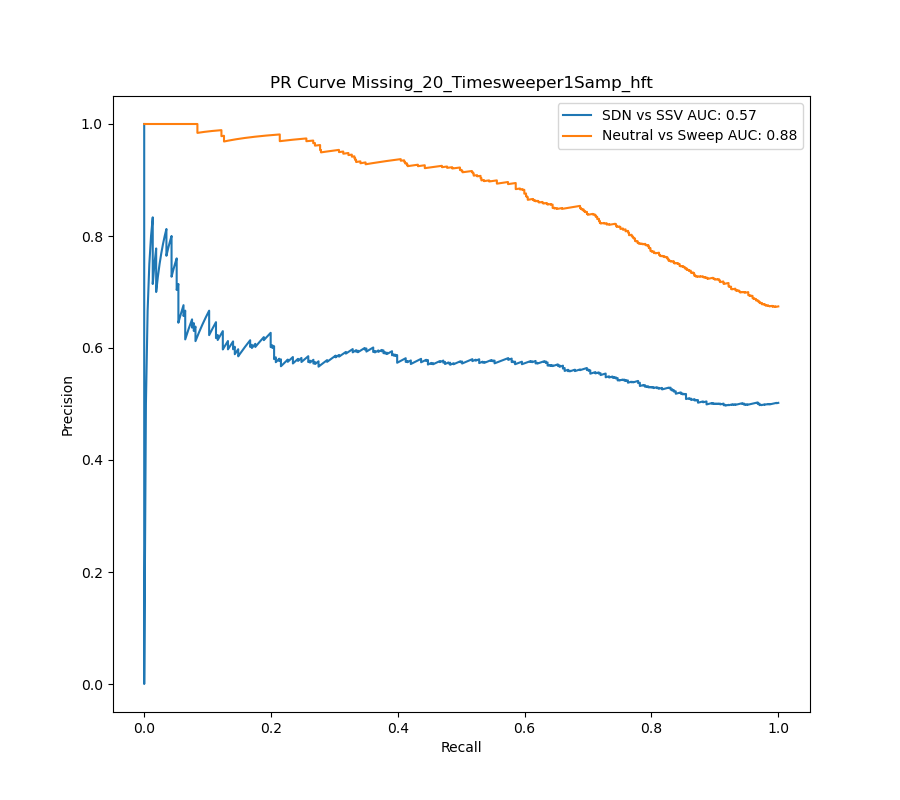 PR Curve Missing_20_Timesweeper1Samp_hft
SDN vs SSV AUC: 0.57
Neutral vs Sweep AUC: 0.88
1.0
0.8
0.6
0.4
0.2
0.0
Precision
0.0 0.2 0.4 0.6 0.8 1.0
Recall